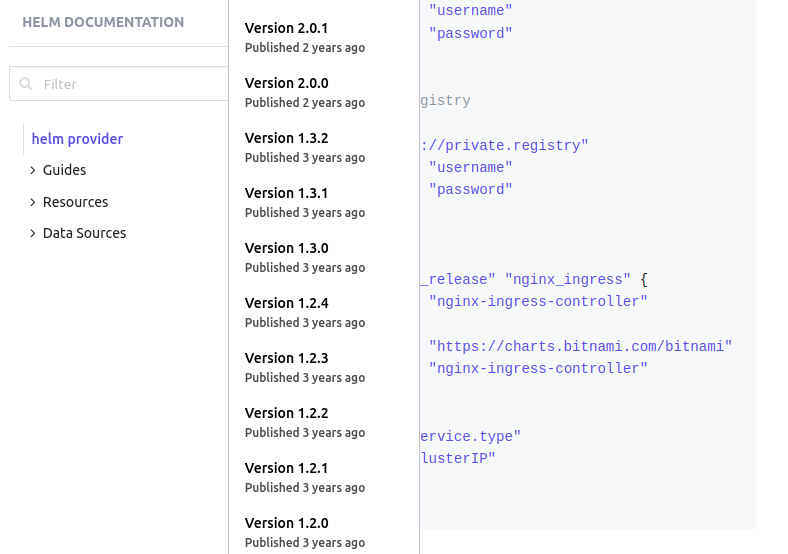 HELM DOCUMENTATION
Filter
helm provider
Guides
Resources
Data Sources
Version 2.0.1
Published 2 years ago
Version 2.0.0
Published 2 years ago
Version 1.3.2
Published 3 years ago
Version 1.3.1
Published 3 years ago
Version 1.3.0
Published 3 years ago
Version 1.2.4
Published 3 years ago
Version 1.2.3
Published 3 years ago
Version 1.2.2
Published 3 years ago
Version 1.2.1
Published 3 years ago
Version 1.2.0
Published 3 years ago
"username"
"password"
gistry
://private.registry"
"username"
"password"
_release" "nginx_ingress" {
"nginx-ingress-controller"
"https://charts.bitnami.com/bitnami"
"nginx-ingress-controller"
ervice.type"
lusterIP"